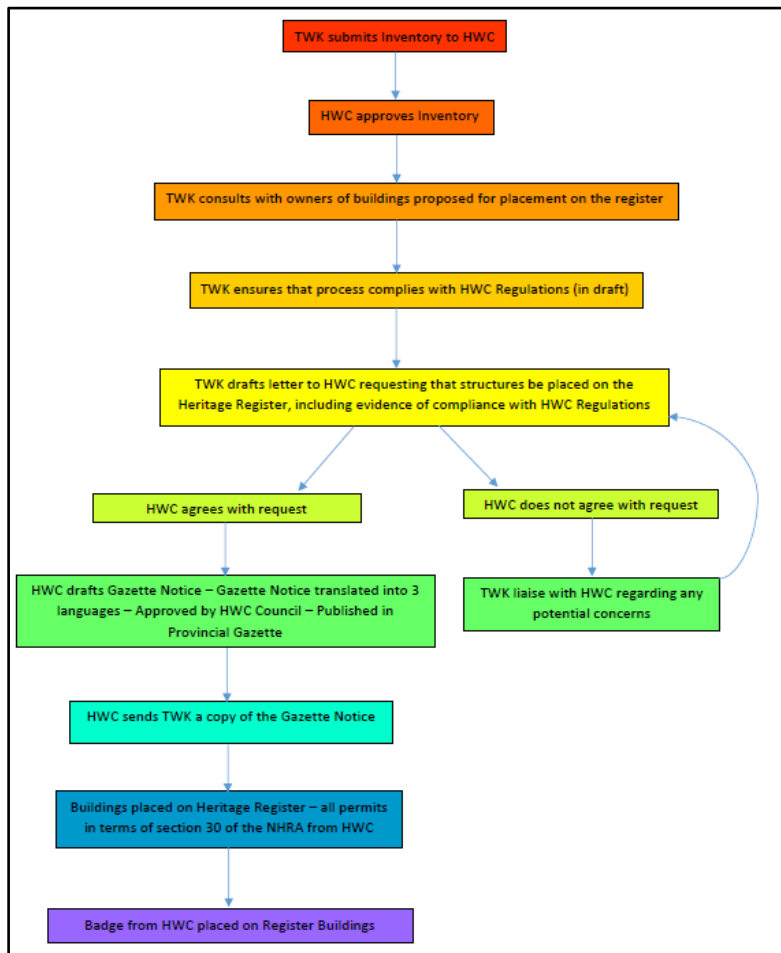 TWK submits Inventory to HWC
HWC approves Inventory
TWK consults with owners of buildings proposed for placement on the register
TWK ensures that process complies with HWC Regulations (in draft)
TWK drafts letter to HWC requesting that structures be placed on the
Heritage Register, including evidence of compliance with HWC Regulations
HWC agrees with request
HWC does not agree with request
HWC drafts Gazette Notice – Gazette Notice translated into 3
languages – Approved by HWC Council – Published in
Provincial Gazette
TWK liaise with HWC regarding any
potential concerns
HWC sends TWK a copy of the Gazette Notice
Buildings placed on Heritage Register – all permits
in terms of section 30 of the NHRA from HWC
Badge from HWC placed on Register Buildings